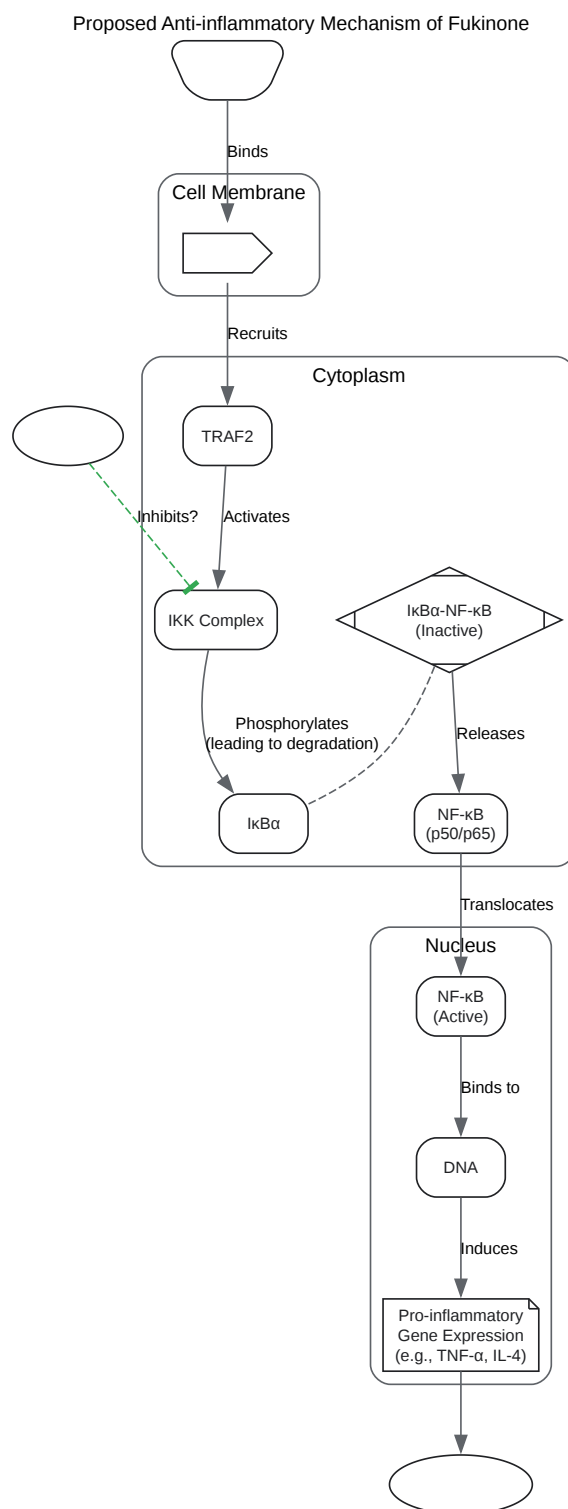 Proposed Anti-inflammatory Mechanism of Fukinone
Binds
Cell Membrane
Recruits
Cytoplasm
TRAF2
Inhibits?
Activates
IKK Complex
IκBα-NF-κB
(Inactive)
Phosphorylates
(leading to degradation)
Releases
IκBα
NF-κB
(p50/p65)
Translocates
Nucleus
NF-κB
(Active)
Binds to
DNA
Induces
Pro-inflammatory
Gene Expression
(e.g., TNF-α, IL-4)